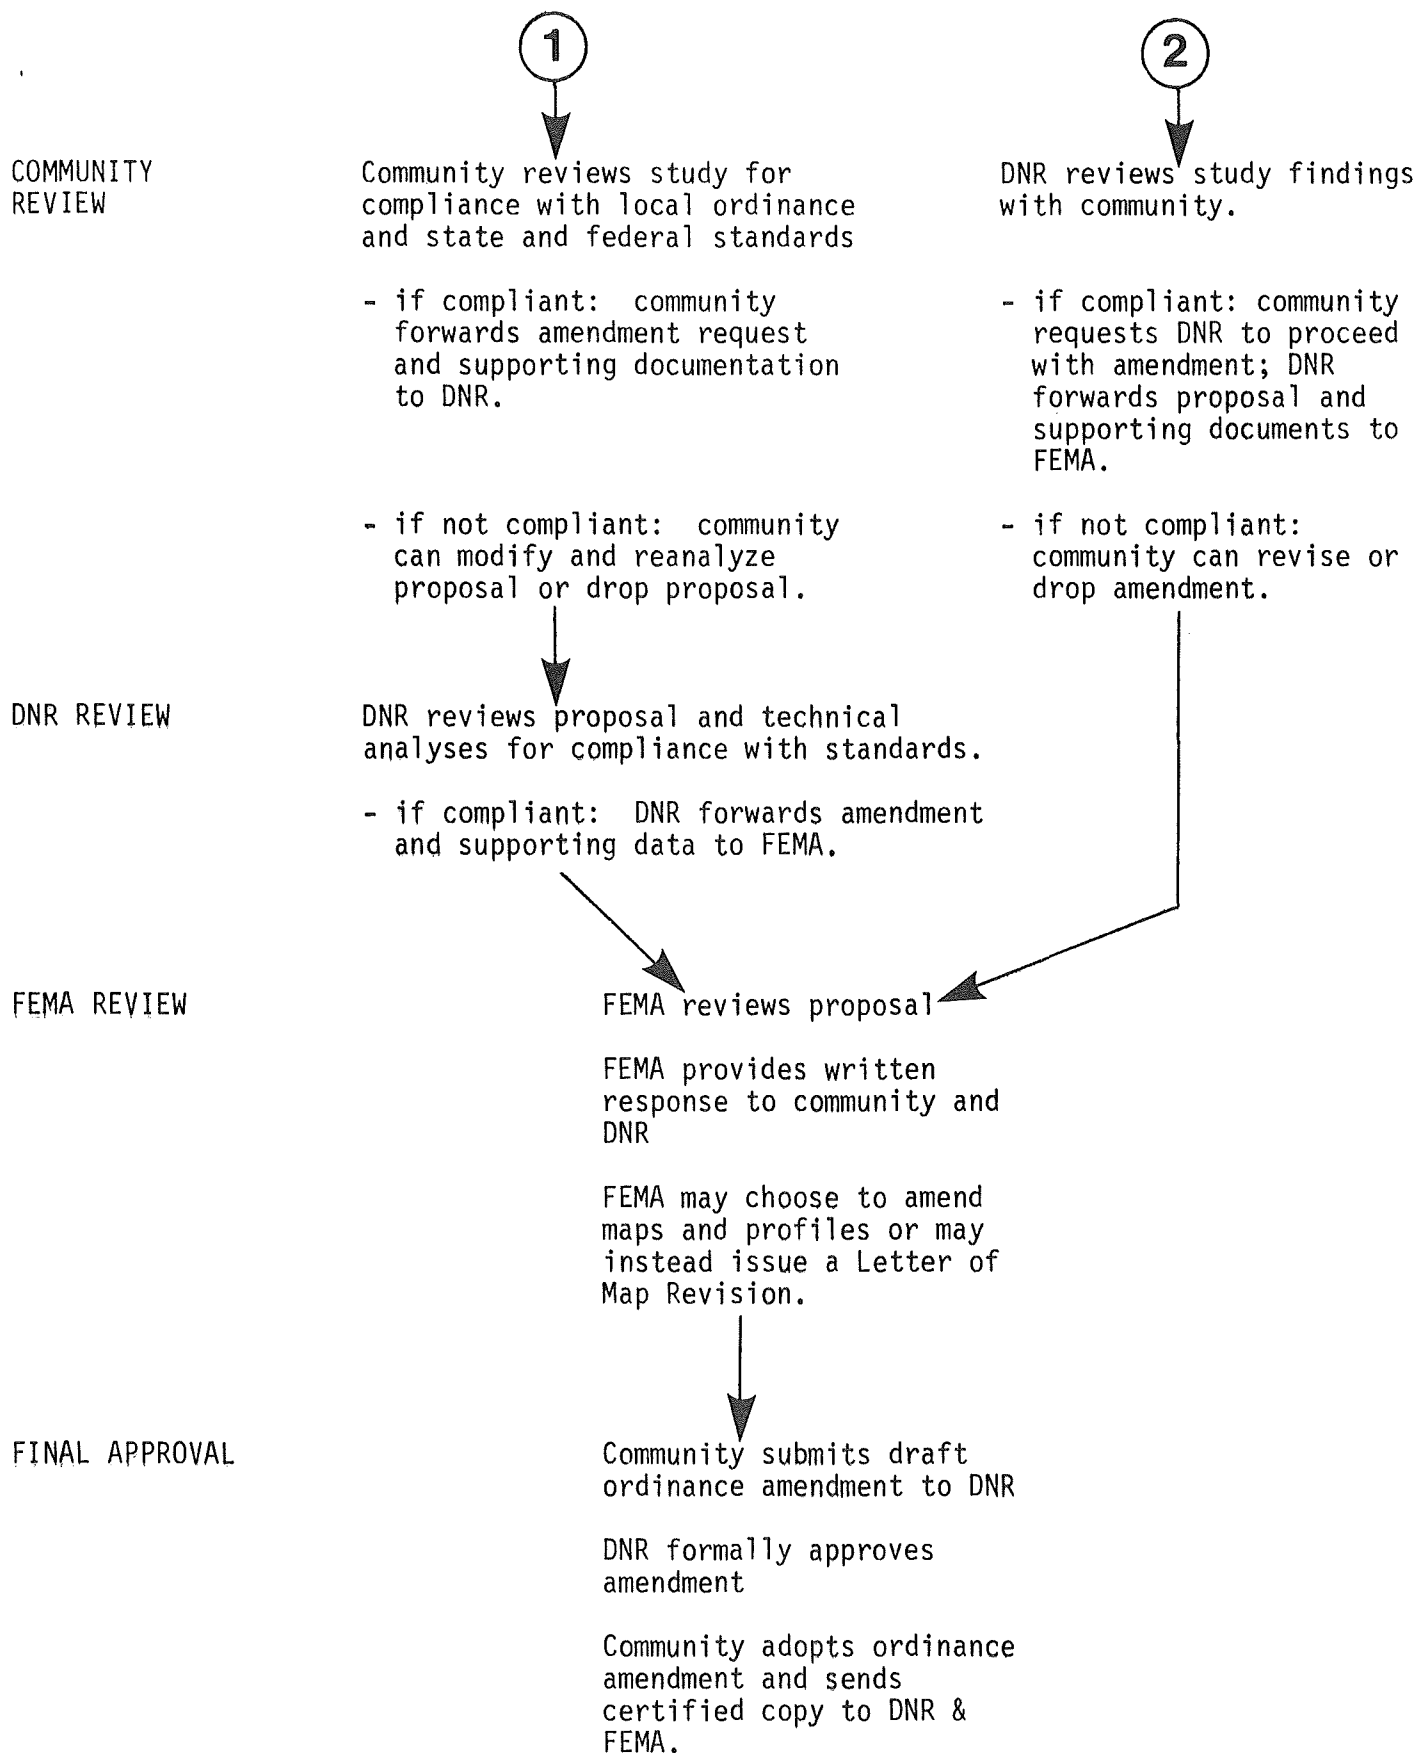 1
2
COMMUNITY
REVIEW
Community reviews study for
compliance with local ordinance
and state and federal standards
- if compliant: community
forwards amendment request
and supporting documentation
to DNR.
- if not compliant: community
can modify and reanalyze
proposal or drop proposal.
DNR reviews study findings
with community.
- if compliant: community
requests DNR to proceed
with amendment; DNR
forwards proposal and
supporting documents to
FEMA.
- if not compliant:
community can revise or
drop amendment.
DNR REVIEW
DNR reviews proposal and technical
analyses for compliance with standards.
- if compliant: DNR forwards amendment
and supporting data to FEMA.
FEMA REVIEW
FEMA reviews proposal
FEMA provides written
response to community and
DNR
FEMA may choose to amend
maps and profiles or may
instead issue a Letter of
Map Revision.
FINAL APPROVAL
Community submits draft
ordinance amendment to DNR
DNR formally approves
amendment
Community adopts ordinance
amendment and sends
certified copy to DNR &
FEMA.